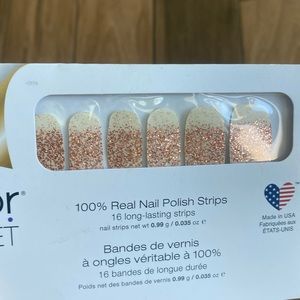 or
ET
100% Real Nail Polish Strips
16 long-lasting strips
nail strips net 0.99 g / 0.035 oz ℮
Made in USA
Fabriquées aux
ÉTATS-UNIS
Bandes de vernis
à ongles véritable à 100%
16 bandes de longue durée
Poids net des bandes de vernis 0.99 g / 0.035 oz ℮